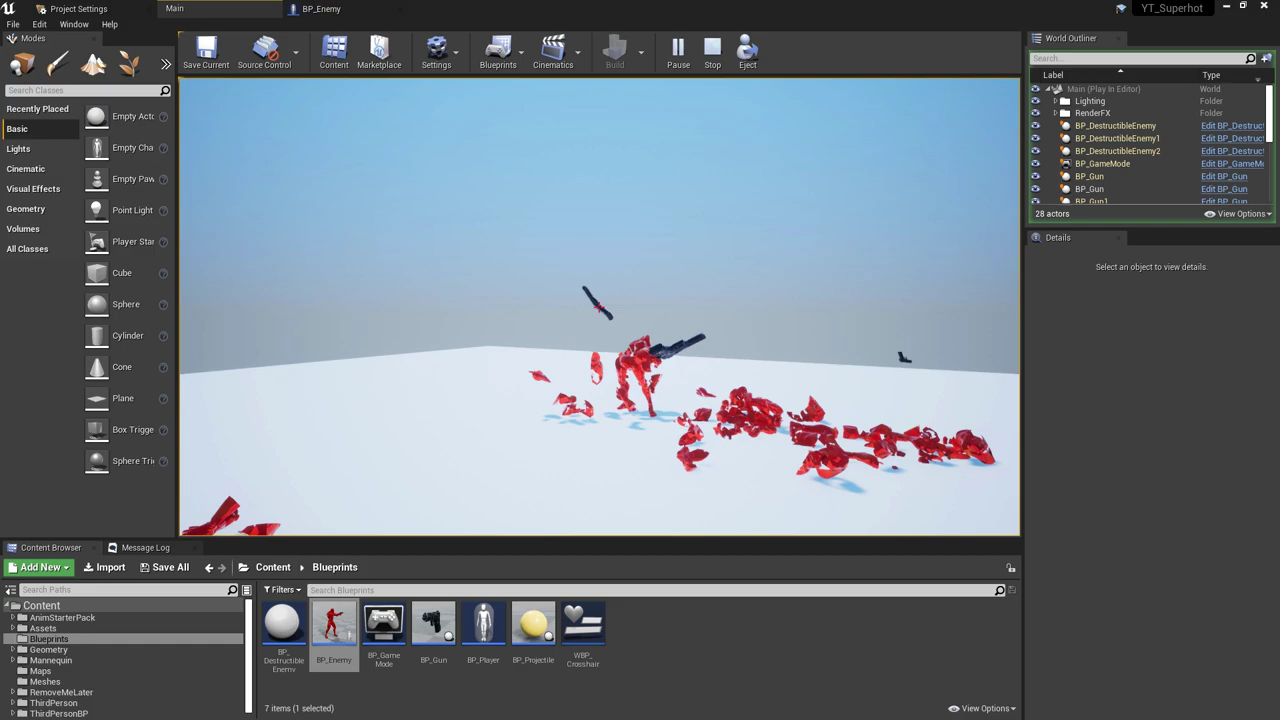 Project Settings
Main
BP_Enemy
YT_Superhot
File
Edit
Window
Help
Modes
Search Classes
Recently Placed
Basic
Lights
Cinematic
Visual Effects
Geometry
Volumes
All Classes
Empty Acto
Empty Cha
Empty Paw
Point Light
Player Star
Cube
Sphere
Cylinder
Cone
Plane
Box Trigge
Sphere Tri
Save Current
Source Control
Content
Marketplace
Settings
Blueprints
Cinematics
Build
Pause
Stop
Eject
World Outliner
Search...
Label
Type
Main (Play In Editor)
World
Lighting
Folder
RenderFX
Folder
BP_DestructibleEnemy
Edit BP_Destruct
BP_DestructibleEnemy1
Edit BP_Destruct
BP_DestructibleEnemy2
Edit BP_Destruct
BP_GameMode
Edit BP_GameMo
BP_Gun
Edit BP_Gun
BP_Gun
Edit BP_Gun
BP_Gun1
Edit BP_Gun
28 actors
View Options
Details
Select an object to view details.
Content Browser
Message Log
Add New
Import
Save All
Content
Blueprints
Search Paths
Filters
Search Blueprints
Content
AnimStarterPack
Assets
Blueprints
Geometry
Mannequin
Maps
Meshes
RemoveMeLater
ThirdPerson
ThirdPersonBP
BP_
Destructible
Enemy
BP_Enemy
BP_Game
Mode
BP_Gun
BP_Player
BP_Projectile
WBP_
Crosshair
7 items (1 selected)
View Options